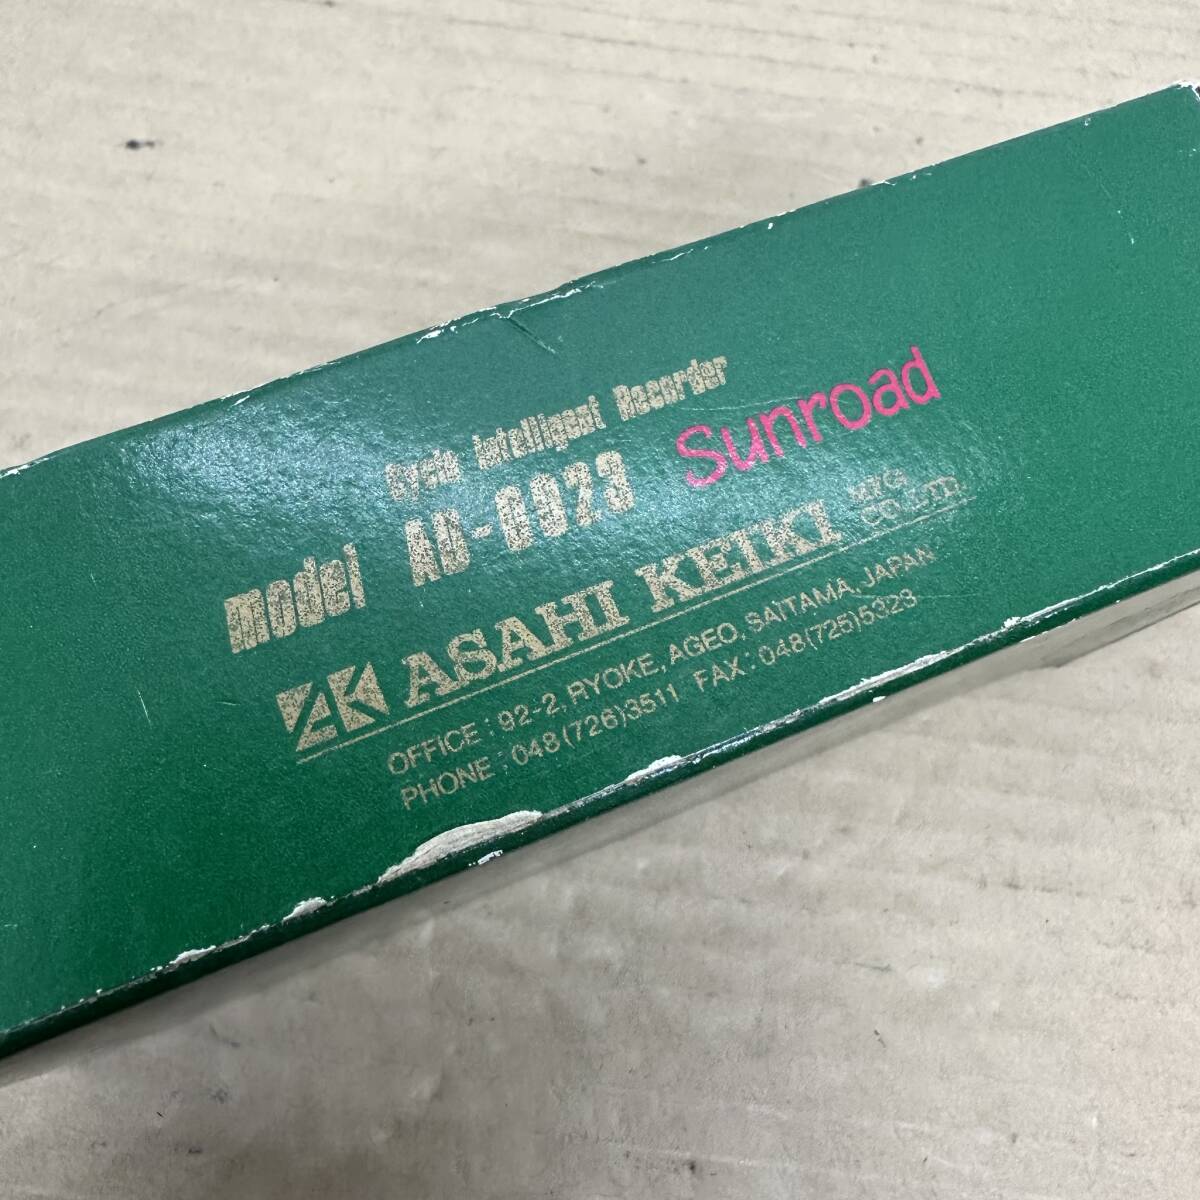 Cycle Intelligent Recorder
model AD-0023 Sunroad
ASAHI KEIKI MFG CO., LTD.
OFFICE : 92-2, RYOKE, AGEO, SAITAMA, JAPAN
PHONE : 048(726)3511 FAX : 048(725)5323